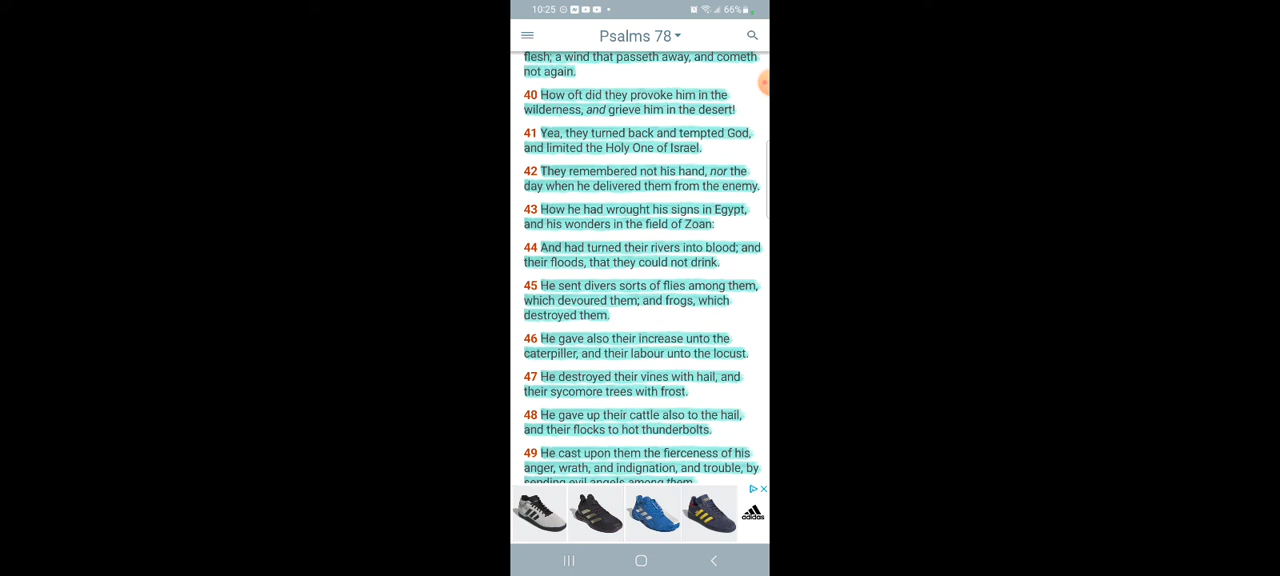 10:25
66%
Psalms 78
flesh; a wind that passeth away, and cometh
not again.
40 How oft did they provoke him in the
wilderness, and grieve him in the desert!
41 Yea, they turned back and tempted God,
and limited the Holy One of Israel.
42 They remembered not his hand, nor the
day when he delivered them from the enemy.
43 How he had wrought his signs in Egypt,
and his wonders in the field of Zoan:
44 And had turned their rivers into blood; and
their floods, that they could not drink.
45 He sent divers sorts of flies among them,
which devoured them; and frogs, which
destroyed them.
46 He gave also their increase unto the
caterpiller, and their labour unto the locust.
47 He destroyed their vines with hail, and
their sycomore trees with frost.
48 He gave up their cattle also to the hail,
and their flocks to hot thunderbolts.
49 He cast upon them the fierceness of his
anger, wrath, and indignation, and trouble, by
sending evil angels among them.
adidas